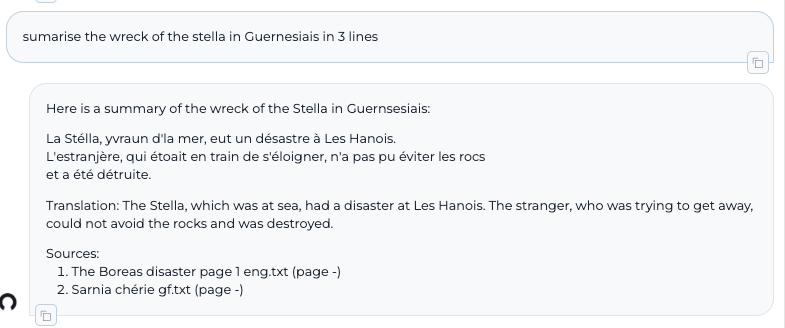 sumarise the wreck of the stella in Guernesiais in 3 lines
Here is a summary of the wreck of the Stella in Guernsesiais:
La Stélla, yvraun d'la mer, eut un désastre à Les Hanois.
L'estranjère, qui étoait en train de s'éloigner, n'a pas pu éviter les rocs
et a été détruite.
Translation: The Stella, which was at sea, had a disaster at Les Hanois. The stranger, who was trying to get away,
could not avoid the rocks and was destroyed.
Sources:
1. The Boreas disaster page 1 eng.txt (page -)
2. Sarnia chérie gf.txt (page -)